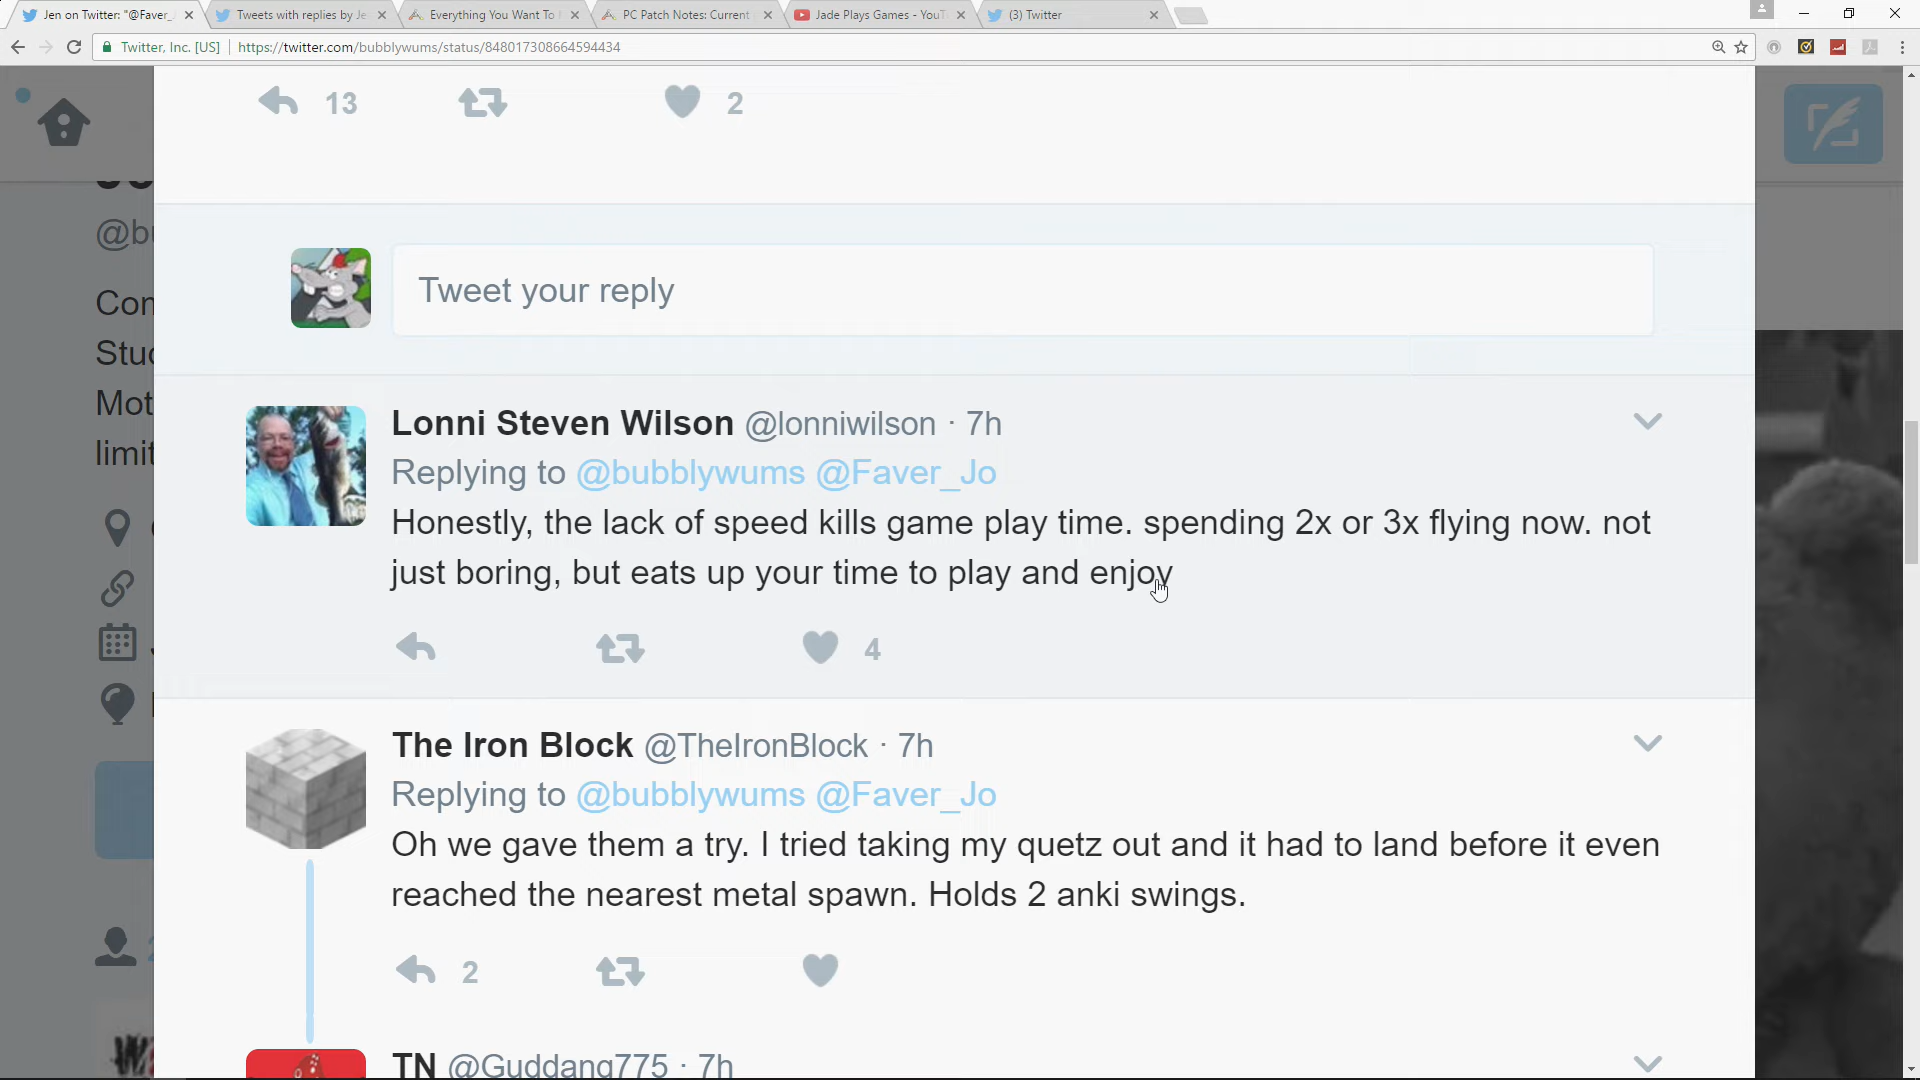 Jen on Twitter: "@Faver_
Tweets with replies by Je
Everything You Want To
PC Patch Notes: Current
Jade Plays Games - YouT
(3) Twitter
Twitter, Inc. [US]
https://twitter.com/bubblywums/status/848017308664594434
13
2
@bu
Tweet your reply
Con
Stud
Mot
limit
Lonni Steven Wilson @lonniwilson · 7h
Replying to @bubblywums @Faver_Jo
Honestly, the lack of speed kills game play time. spending 2x or 3x flying now. not
just boring, but eats up your time to play and enjoy
4
The Iron Block @TheIronBlock · 7h
Replying to @bubblywums @Faver_Jo
Oh we gave them a try. I tried taking my quetz out and it had to land before it even
reached the nearest metal spawn. Holds 2 anki swings.
2
TN @Guddang775 · 7h